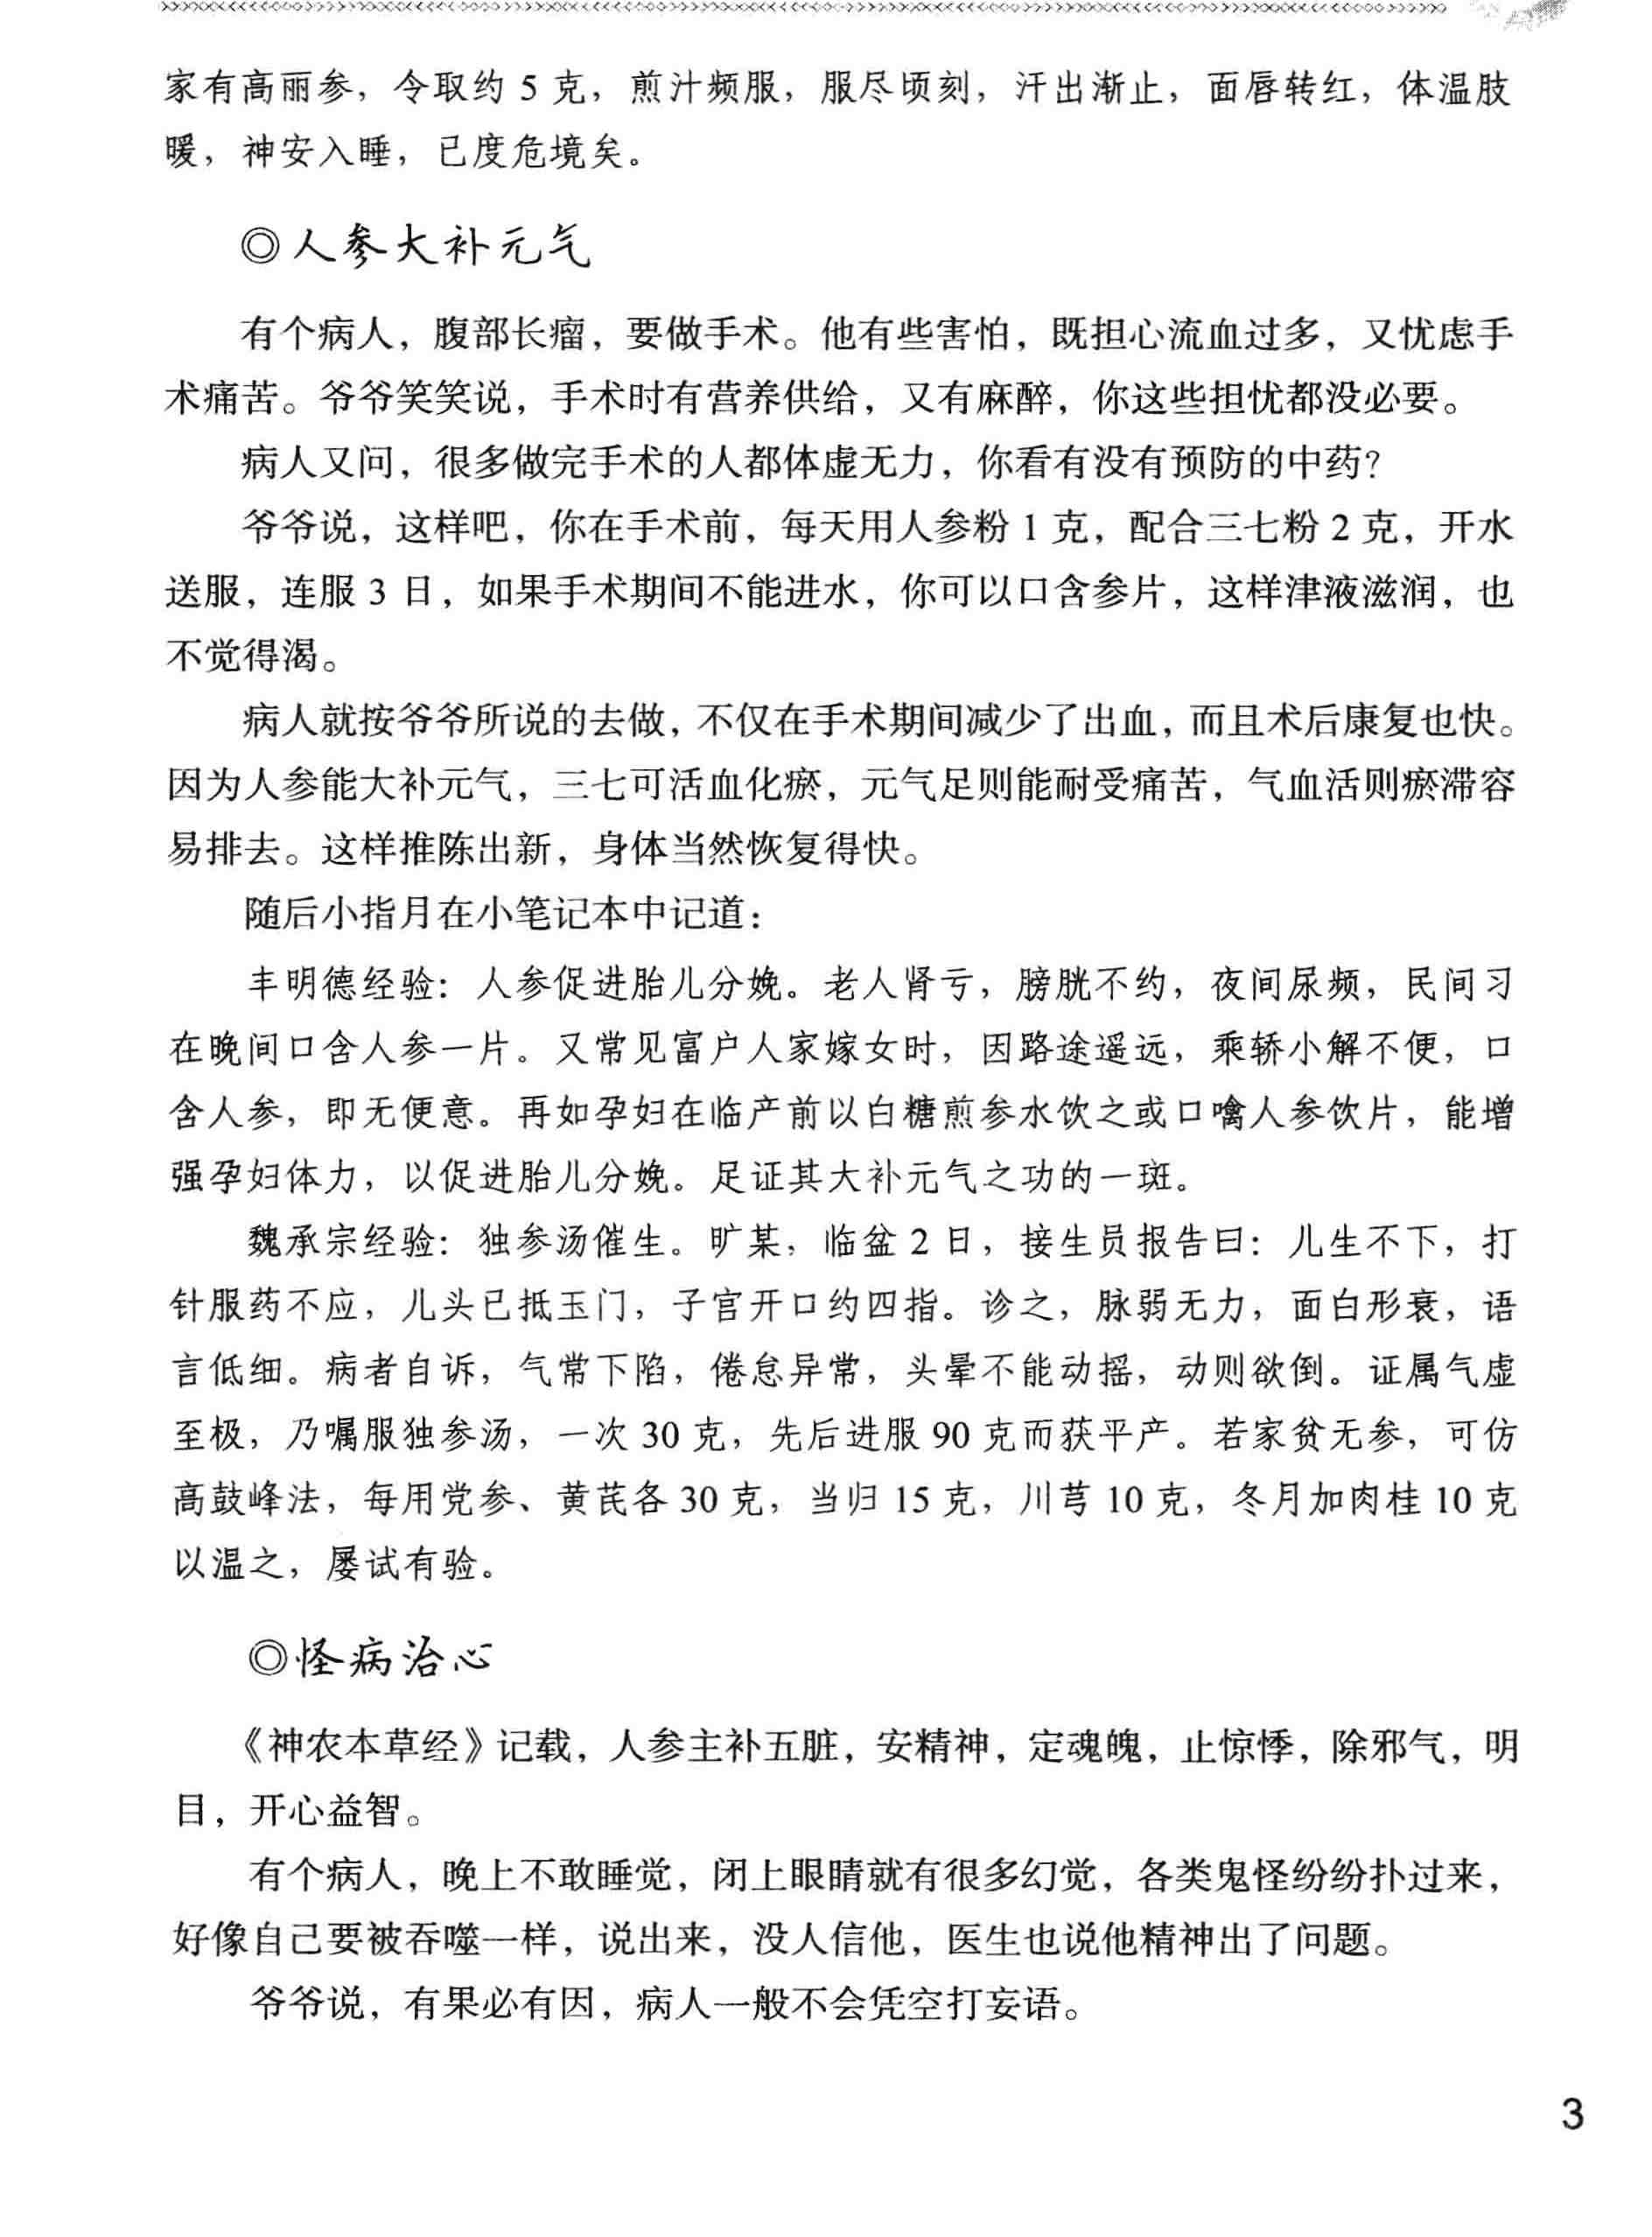 家有高丽参，令取约 5 克，煎汁频服，服尽顷刻，汗出渐止，面唇转红，体温肢
暖，神安入睡，已度危境矣。
◎人参大补元气
有个病人，腹部长瘤，要做手术。他有些害怕，既担心流血过多，又忧虑手
术痛苦。爷爷笑笑说，手术时有营养供给，又有麻醉，你这些担忧都没必要。
病人又问，很多做完手术的人都体虚无力，你看有没有预防的中药？
爷爷说，这样吧，你在手术前，每天用人参粉 1 克，配合三七粉 2 克，开水
送服，连服 3 日，如果手术期间不能进水，你可以口含参片，这样津液滋润，也
不觉得渴。
病人就按爷爷所说的去做，不仅在手术期间减少了出血，而且术后康复也快。
因为人参能大补元气，三七可活血化瘀，元气足则能耐受痛苦，气血活则瘀滞容
易排去。这样推陈出新，身体当然恢复得快。
随后小指月在小笔记本中记道：
丰明德经验：人参促进胎儿分娩。老人肾亏，膀胱不约，夜间尿频，民间习
在晚间口含人参一片。又常见富户人家嫁女时，因路途遥远，乘轿小解不便，口
含人参，即无便意。再如孕妇在临产前以白糖煎参水饮之或口噙人参饮片，能增
强孕妇体力，以促进胎儿分娩。足证其大补元气之功的一斑。
魏承宗经验：独参汤催生。旷某，临盆 2 日，接生员报告曰：儿生不下，打
针服药不应，儿头已抵玉门，子宫开口约四指。诊之，脉弱无力，面白形衰，语
言低细。病者自诉，气常下陷，倦怠异常，头晕不能动摇，动则欲倒。证属气虚
至极，乃嘱服独参汤，一次 30 克，先后进服 90 克而获平产。若家贫无参，可仿
高鼓峰法，每用党参、黄芪各 30 克，当归 15 克，川芎 10 克，冬月加肉桂 10 克
以温之，屡试有验。
◎怪病治心
《神农本草经》记载，人参主补五脏，安精神，定魂魄，止惊悸，除邪气，明
目，开心益智。
有个病人，晚上不敢睡觉，闭上眼睛就有很多幻觉，各类鬼怪纷纷扑过来，
好像自己要被吞噬一样，说出来，没人信他，医生也说他精神出了问题。
爷爷说，有果必有因，病人一般不会凭空打妄语。
3